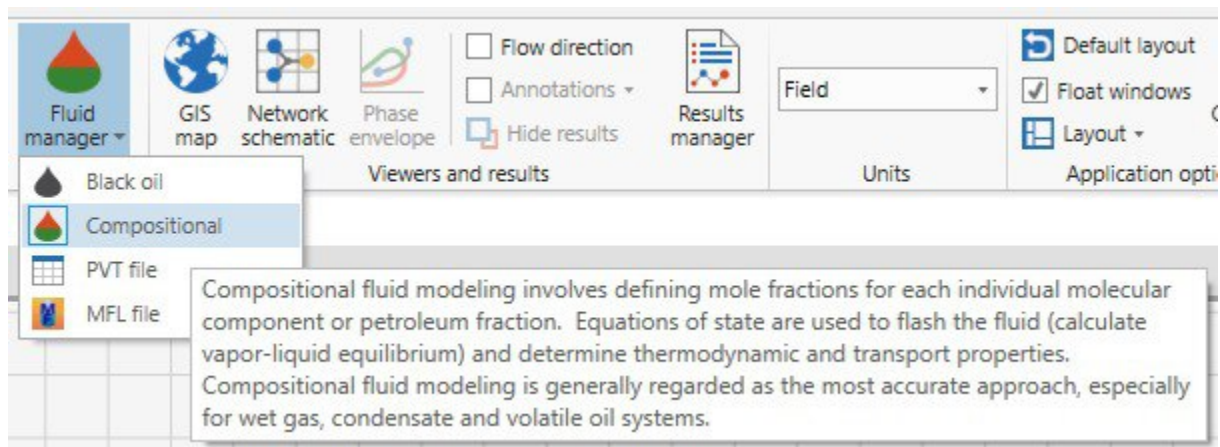 Fluid
manager
GIS
map
Network
schematic
Phase
envelope
Flow direction
Annotations
Hide results
Results
manager
Viewers and results
Field
Units
Default layout
Float windows
Layout
Application opti
Black oil
Compositional
PVT file
MFL file
Compositional fluid modeling involves defining mole fractions for each individual molecular
component or petroleum fraction.  Equations of state are used to flash the fluid (calculate
vapor-liquid equilibrium) and determine thermodynamic and transport properties.
Compositional fluid modeling is generally regarded as the most accurate approach, especially
for wet gas, condensate and volatile oil systems.